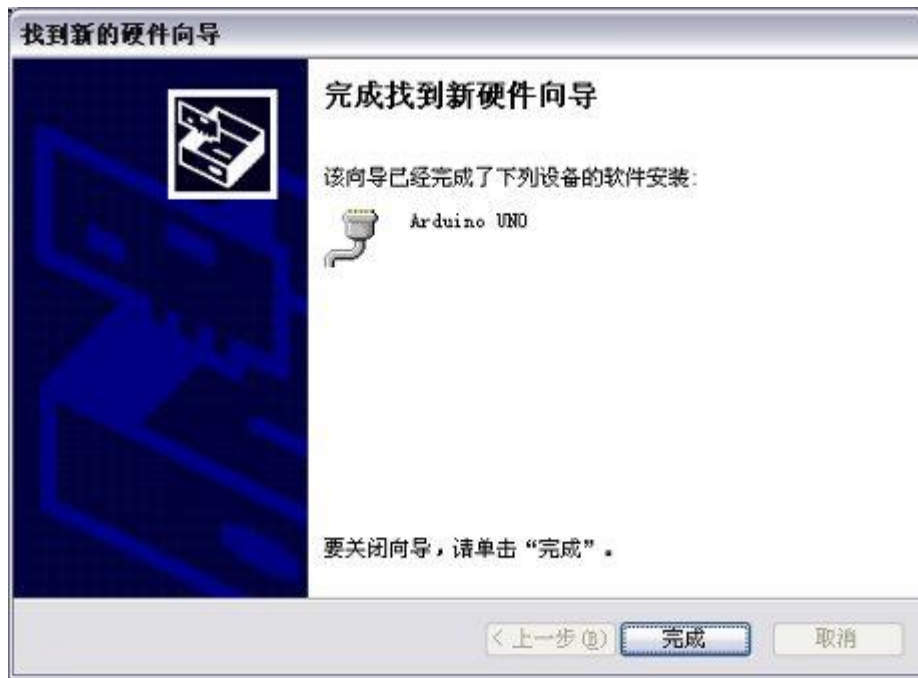 找到新的硬件向导
完成找到新硬件向导
该向导已经完成了下列设备的软件安装:
Arduino UNO
要关闭向导，请单击“完成”。
< 上一步(B)
完成
取消